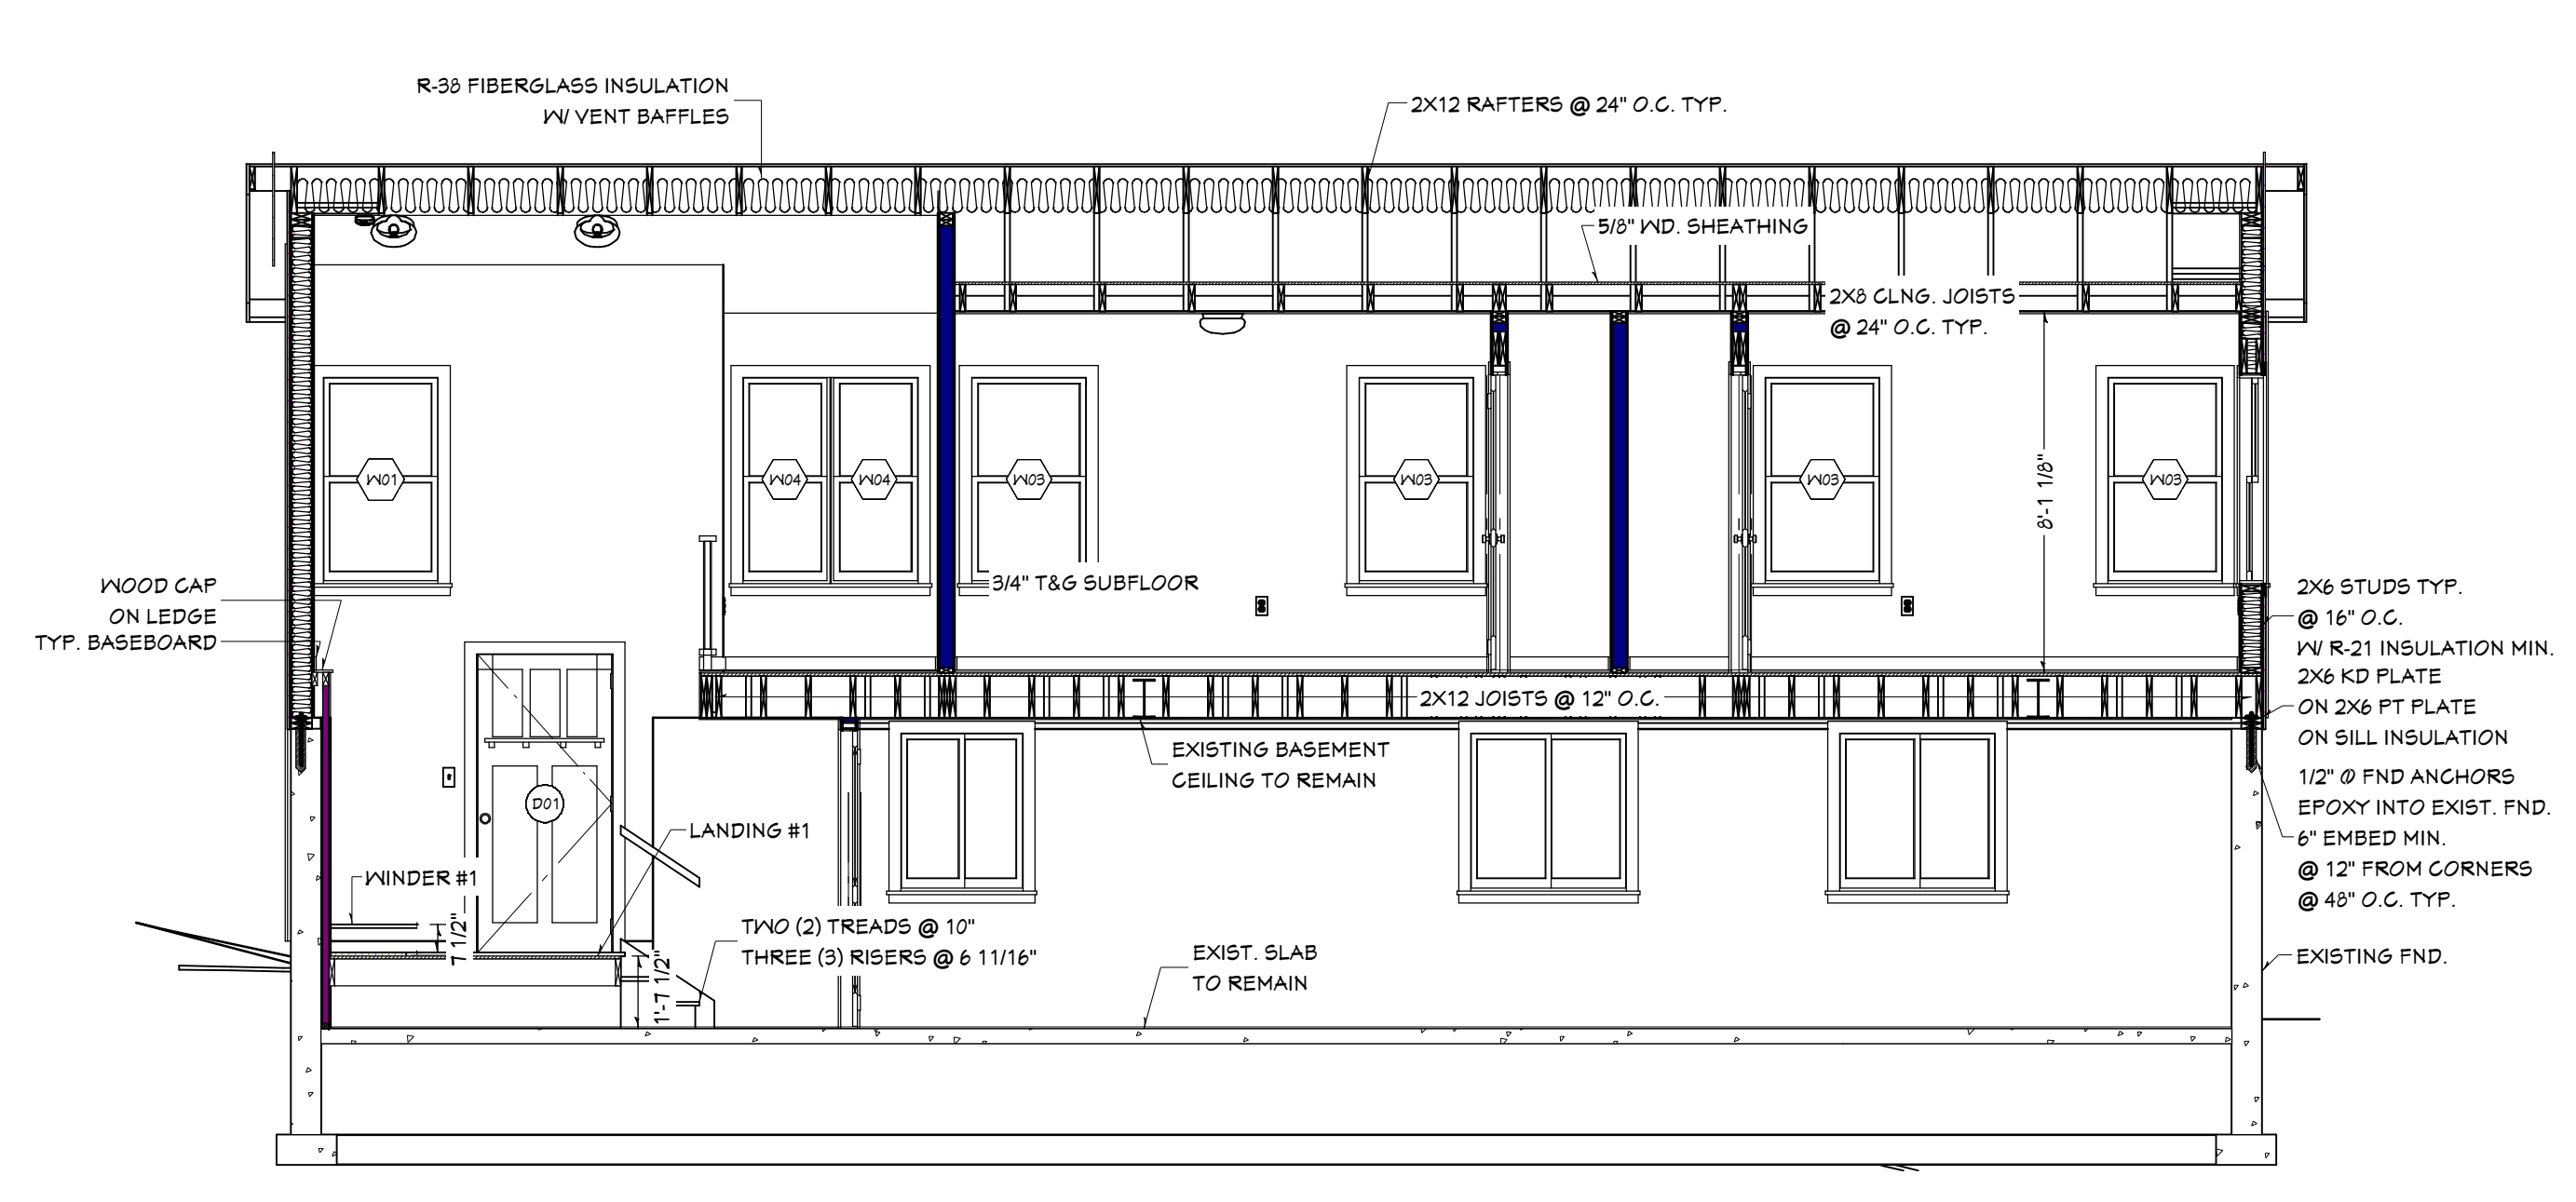 R-38 FIBERGLASS INSULATION
W/ VENT BAFFLES
2X12 RAFTERS @ 24" O.C. TYP.
5/8" WD. SHEATHING
2X8 CLNG. JOISTS
@ 24" O.C. TYP.
W01
W04
W04
W03
W03
W03
W03
8'-1 1/8"
3/4" T&G SUBFLOOR
WOOD CAP
ON LEDGE
TYP. BASEBOARD
2X6 STUDS TYP.
@ 16" O.C.
W/ R-21 INSULATION MIN.
2X6 KD PLATE
ON 2X6 PT PLATE
ON SILL INSULATION
1/2" Ø FND ANCHORS
EPOXY INTO EXIST. FND.
6" EMBED MIN.
@ 12" FROM CORNERS
@ 48" O.C. TYP.
2X12 JOISTS @ 12" O.C.
EXISTING BASEMENT
CEILING TO REMAIN
D01
LANDING #1
WINDER #1
7 1/2"
1'-7 1/2"
TWO (2) TREADS @ 10"
THREE (3) RISERS @ 6 11/16"
EXIST. SLAB
TO REMAIN
EXISTING FND.